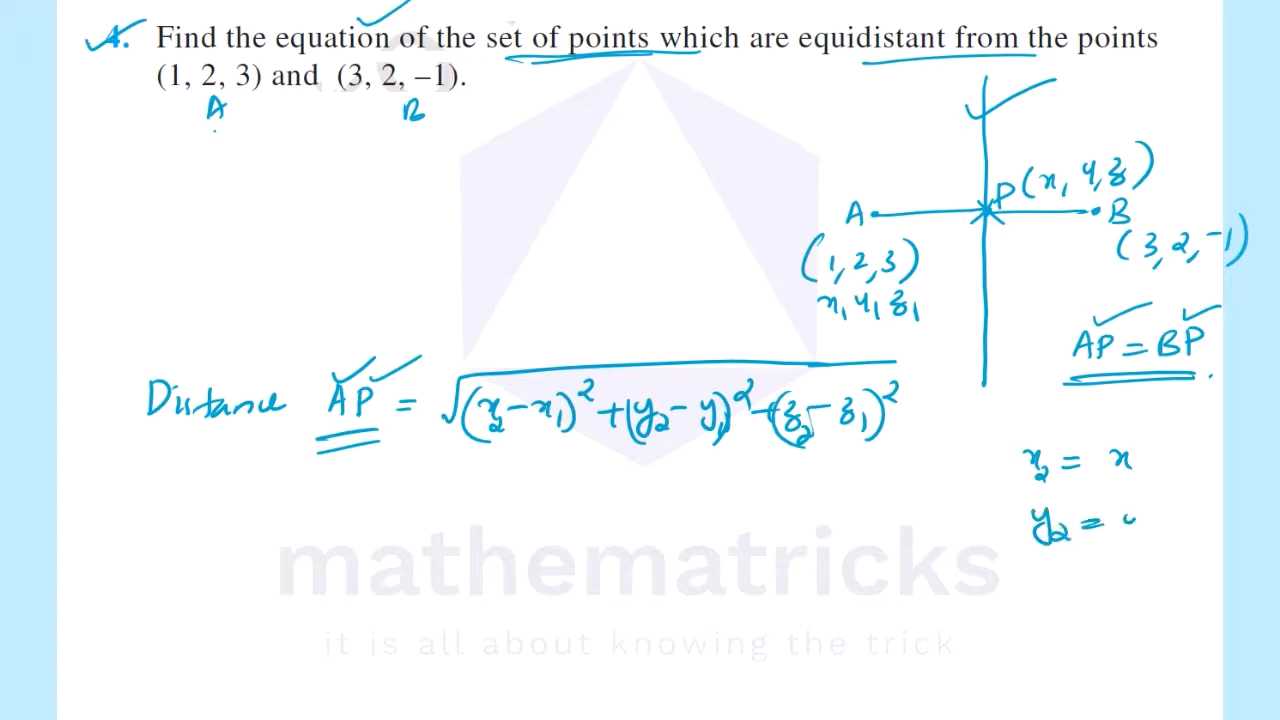 4. Find the equation of the set of points which are equidistant from the points
(1, 2, 3) and (3, 2, –1).
A B
P(x, y, z)
A B
(1, 2, 3) (3, 2, -1)
x₁ y₁ z₁
AP = BP
Distance AP = √(x₂ - x₁)² + (y₂ - y₁)² + (z₂ - z₁)²
x₂ = x
y₂ =
mathematricks
it is all about knowing the trick